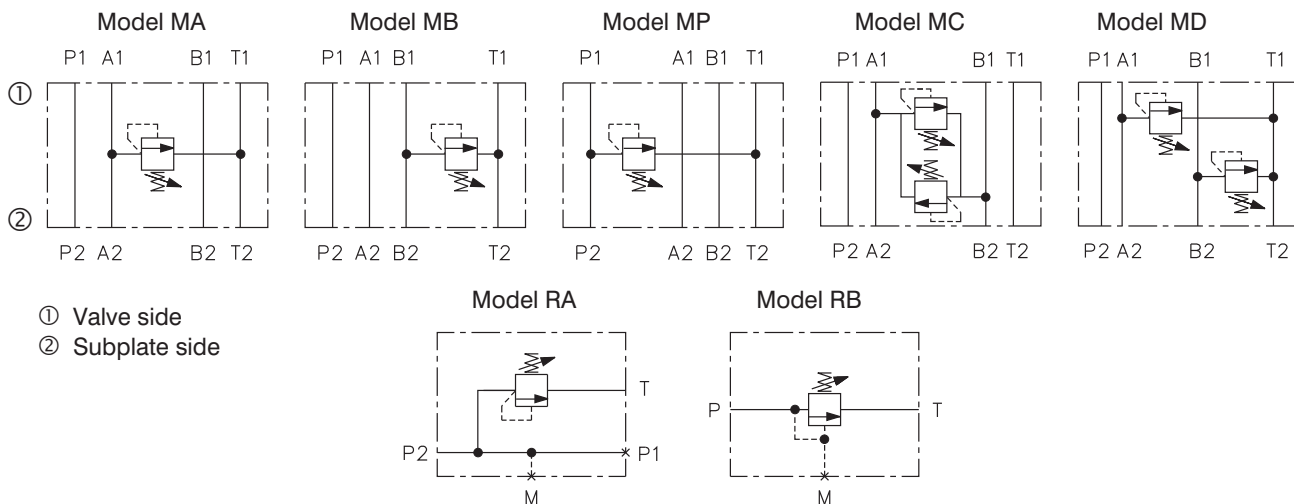 Model MA Model MB Model MP Model MC Model MD
P1 A1 B1 T1 P1 A1 B1 T1 P1 A1 B1 T1 P1 A1 B1 T1 P1 A1 B1 T1
①
②
P2 A2 B2 T2 P2 A2 B2 T2 P2 A2 B2 T2 P2 A2 B2 T2 P2 A2 B2 T2
Model RA Model RB
① Valve side
② Subplate side
T
P T
P2 P1
M M